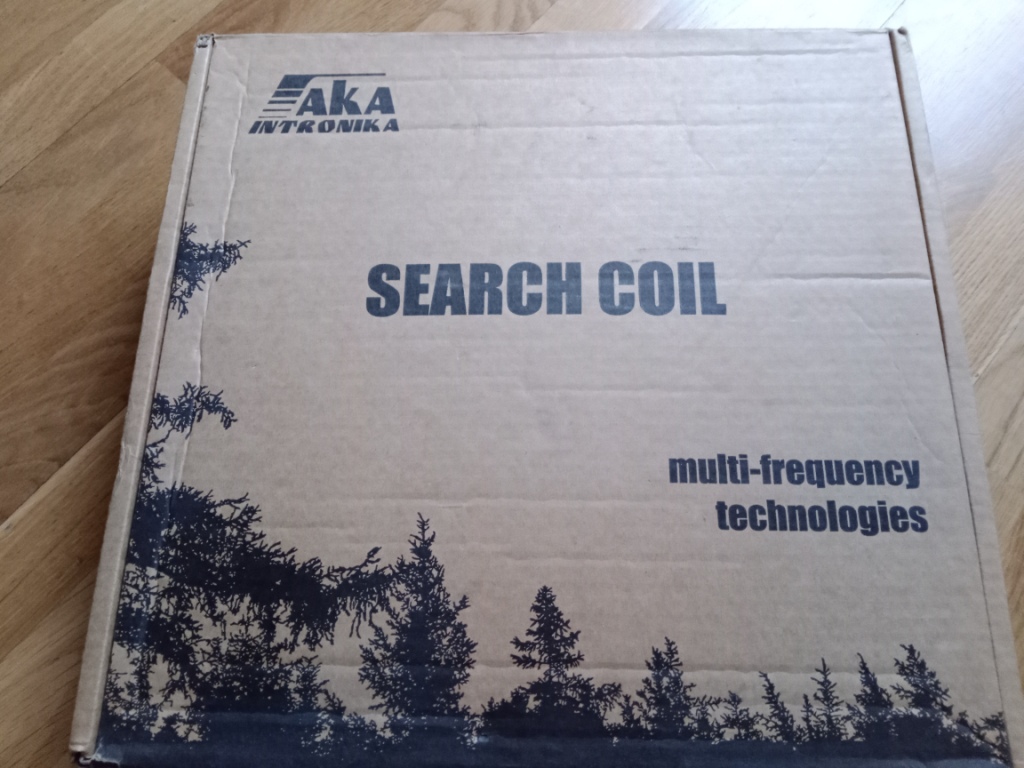 AKA
INTRONIKA
SEARCH COIL
multi-frequency
technologies